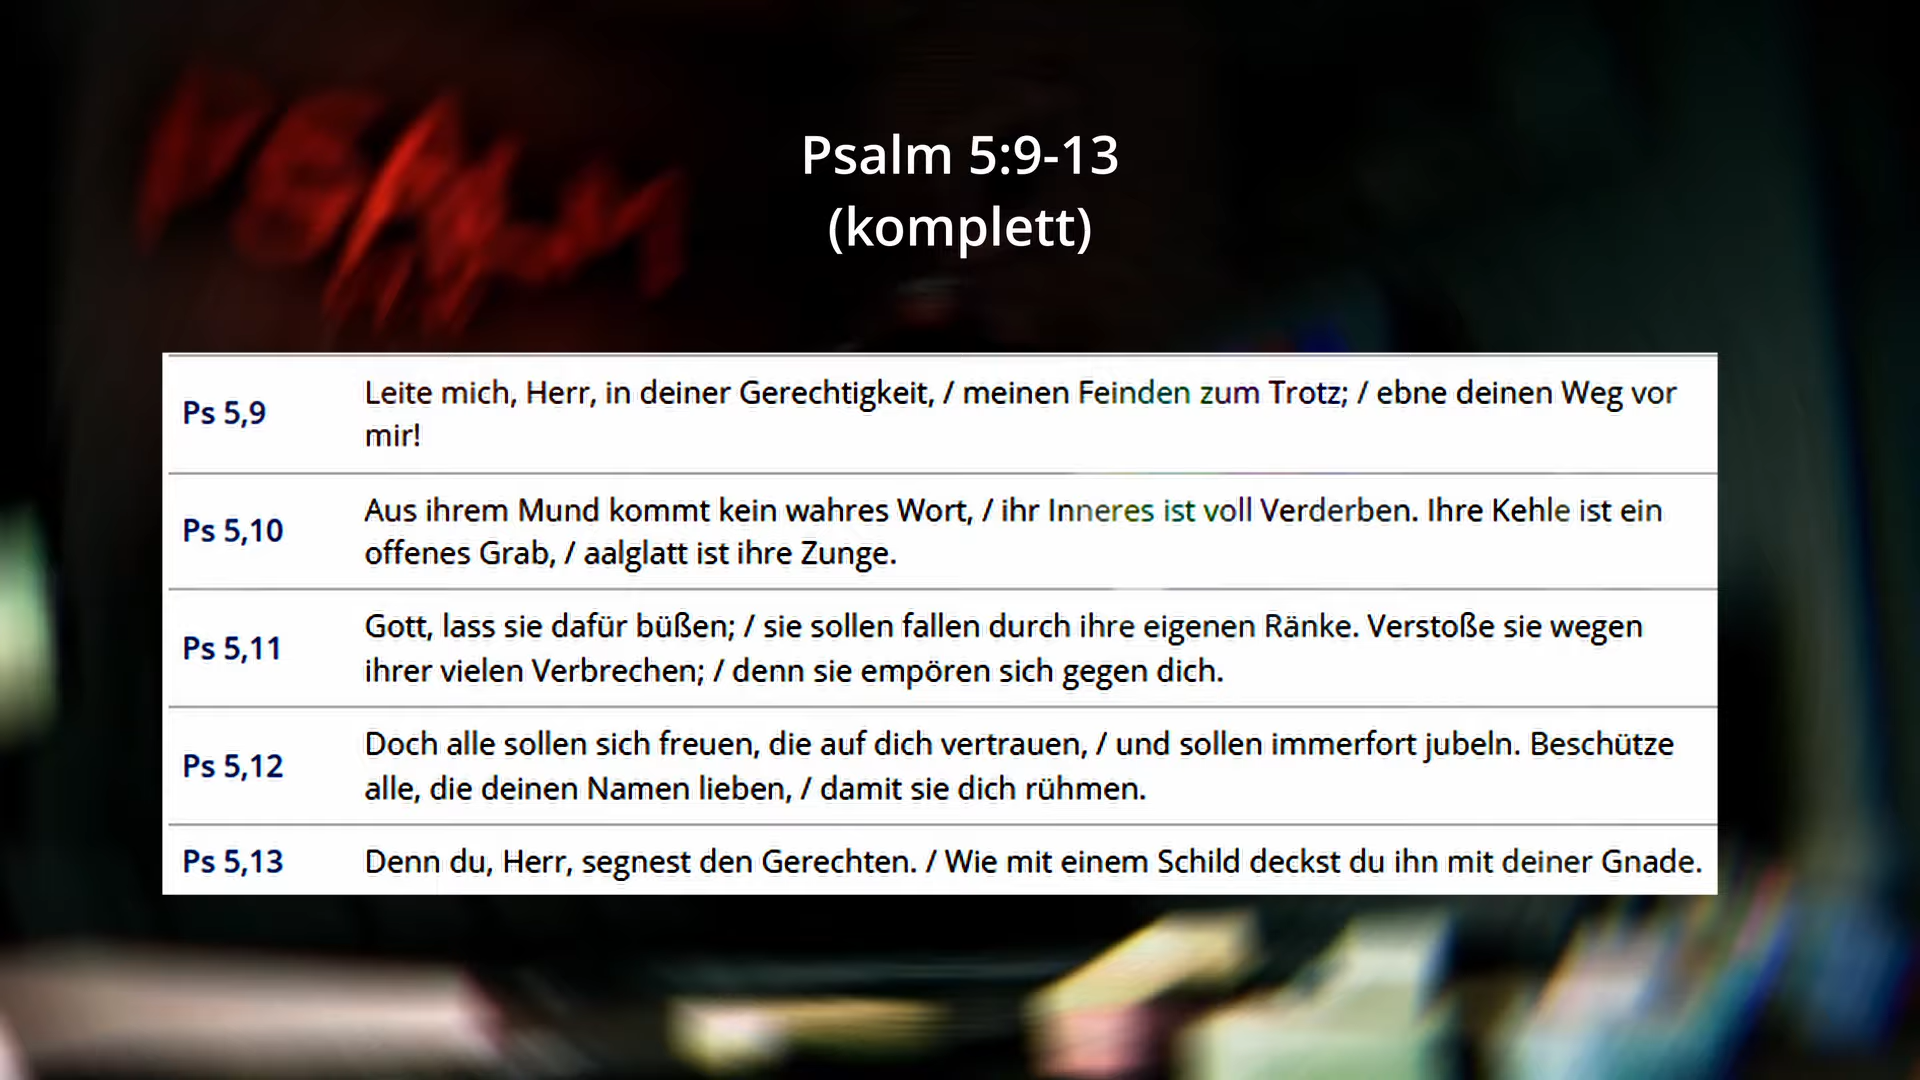 Psalm 5:9-13
(komplett)
Ps 5,9
Leite mich, Herr, in deiner Gerechtigkeit, / meinen Feinden zum Trotz; / ebne deinen Weg vor
mir!
Ps 5,10
Aus ihrem Mund kommt kein wahres Wort, / ihr Inneres ist voll Verderben. Ihre Kehle ist ein
offenes Grab, / aalglatt ist ihre Zunge.
Ps 5,11
Gott, lass sie dafür büßen; / sie sollen fallen durch ihre eigenen Ränke. Verstoße sie wegen
ihrer vielen Verbrechen; / denn sie empören sich gegen dich.
Ps 5,12
Doch alle sollen sich freuen, die auf dich vertrauen, / und sollen immerfort jubeln. Beschütze
alle, die deinen Namen lieben, / damit sie dich rühmen.
Ps 5,13
Denn du, Herr, segnest den Gerechten. / Wie mit einem Schild deckst du ihn mit deiner Gnade.